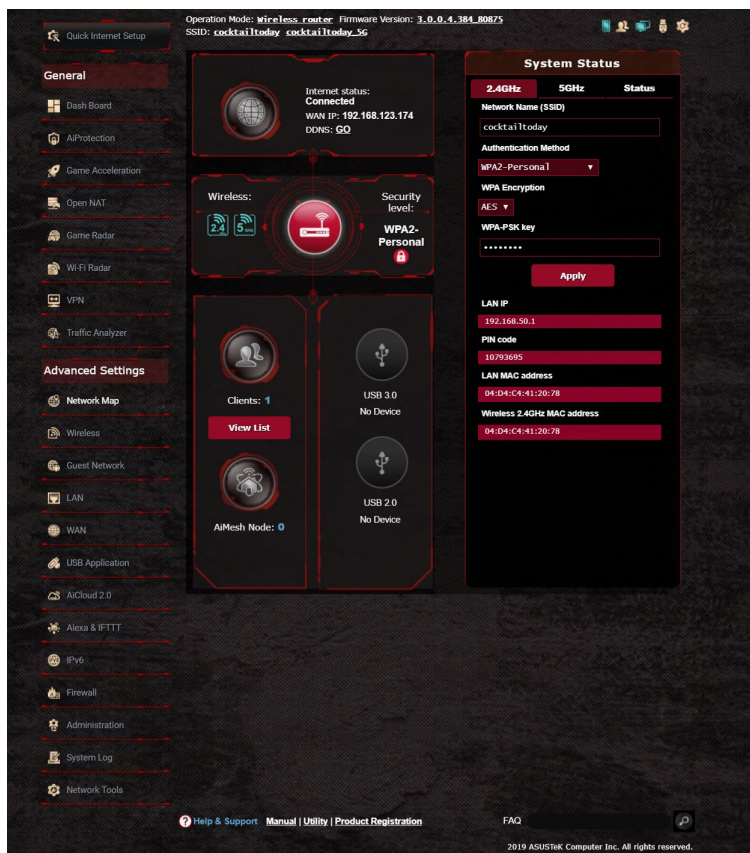 Quick Internet Setup
General
Dash Board
AiProtection
Game Acceleration
Open NAT
Game Radar
Wi-Fi Radar
VPN
Traffic Analyzer
Advanced Settings
Network Map
Wireless
Guest Network
LAN
WAN
USB Application
AiCloud 2.0
Alexa & IFTTT
IPv6
Firewall
Administration
System Log
Network Tools
Operation Mode: Wireless router Firmware Version: 3.0.0.4.384_80875
SSID: cocktailtoday cocktailtoday_5G
Internet status:
Connected
WAN IP: 192.168.123.174
DDNS: GO
Wireless:
2.4
5
Security
level:
WPA2-
Personal
Clients: 1
View List
AiMesh Node: 0
USB 3.0
No Device
USB 2.0
No Device
System Status
2.4GHz 5GHz Status
Network Name (SSID)
cocktailtoday
Authentication Method
WPA2-Personal
WPA Encryption
AES
WPA-PSK key
••••••••
Apply
LAN IP
192.168.50.1
PIN code
10793695
LAN MAC address
04:D4:C4:41:20:78
Wireless 2.4GHz MAC address
04:D4:C4:41:20:78
? Help & Support Manual | Utility | Product Registration
FAQ
2019 ASUSTeK Computer Inc. All rights reserved.